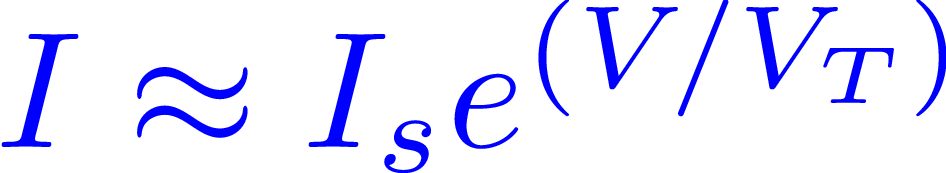 I ≈ I_s e^{(V/V_T)}